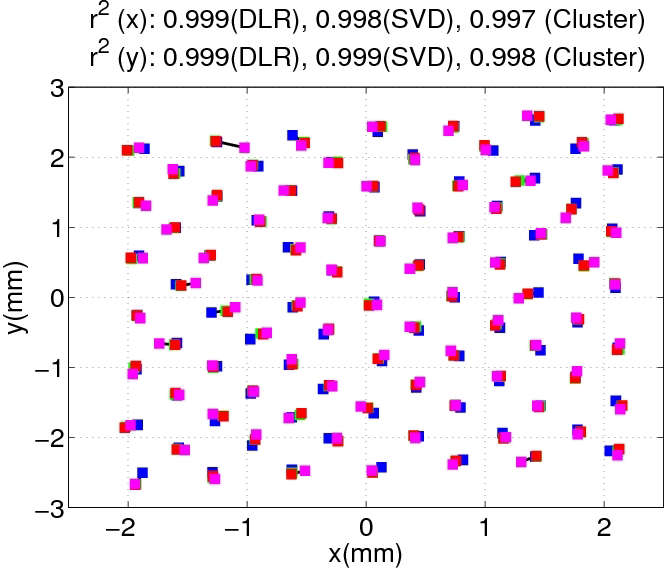 r² (x): 0.999(DLR), 0.998(SVD), 0.997 (Cluster)
r² (y): 0.999(DLR), 0.999(SVD), 0.998 (Cluster)
3
2
1
0
−1
−2
−3
y(mm)
−2 −1 0 1 2
x(mm)